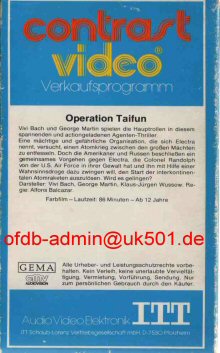 contrast
video®
Verkaufsprogramm
Operation Taifun
Vivi Bach und George Martin spielen die Hauptrollen in diesem
spannenden und actiongeladenen Agenten-Thriller.
Eine mächtige und gefährliche Organisation, die sich Electra
nennt, versucht, einen Atomkrieg zwischen den großen Mächten
zu entfesseln. Doch die Amerikaner und Russen beschließen ein
gemeinsames Vorgehen gegen Electra, die Colonel Randolph
von der U.S. Air Force in ihrer Gewalt hat und ihn mit Hilfe einer
Wahnsinnsdroge dazu zwingen will, den Start der interkontinen-
talen Atomraketen auszulösen. Wird es gelingen?
Darsteller: Vivi Bach, George Martin, Klaus-Jürgen Wussow. Re-
gie: Alfons Balcazar.
Farbfilm – Laufzeit: 86 Minuten – Ab 12 Jahre
ofdb-admin@uk501.de
GEMA
AUDIOVISION
Alle Urheber- und Leistungsschutzrechte vorbe-
halten. Kein Verleih, keine unerlaubte Vervielfäl-
tigung, Vermietung, Vorführung, Sendung. Nur
zum persönlichen Gebrauch durch den Käufer.
Audio Video Elektronik ITT
ITT Schaub-Lorenz Vertriebsgesellschaft mbH, D-7530 Pforzheim